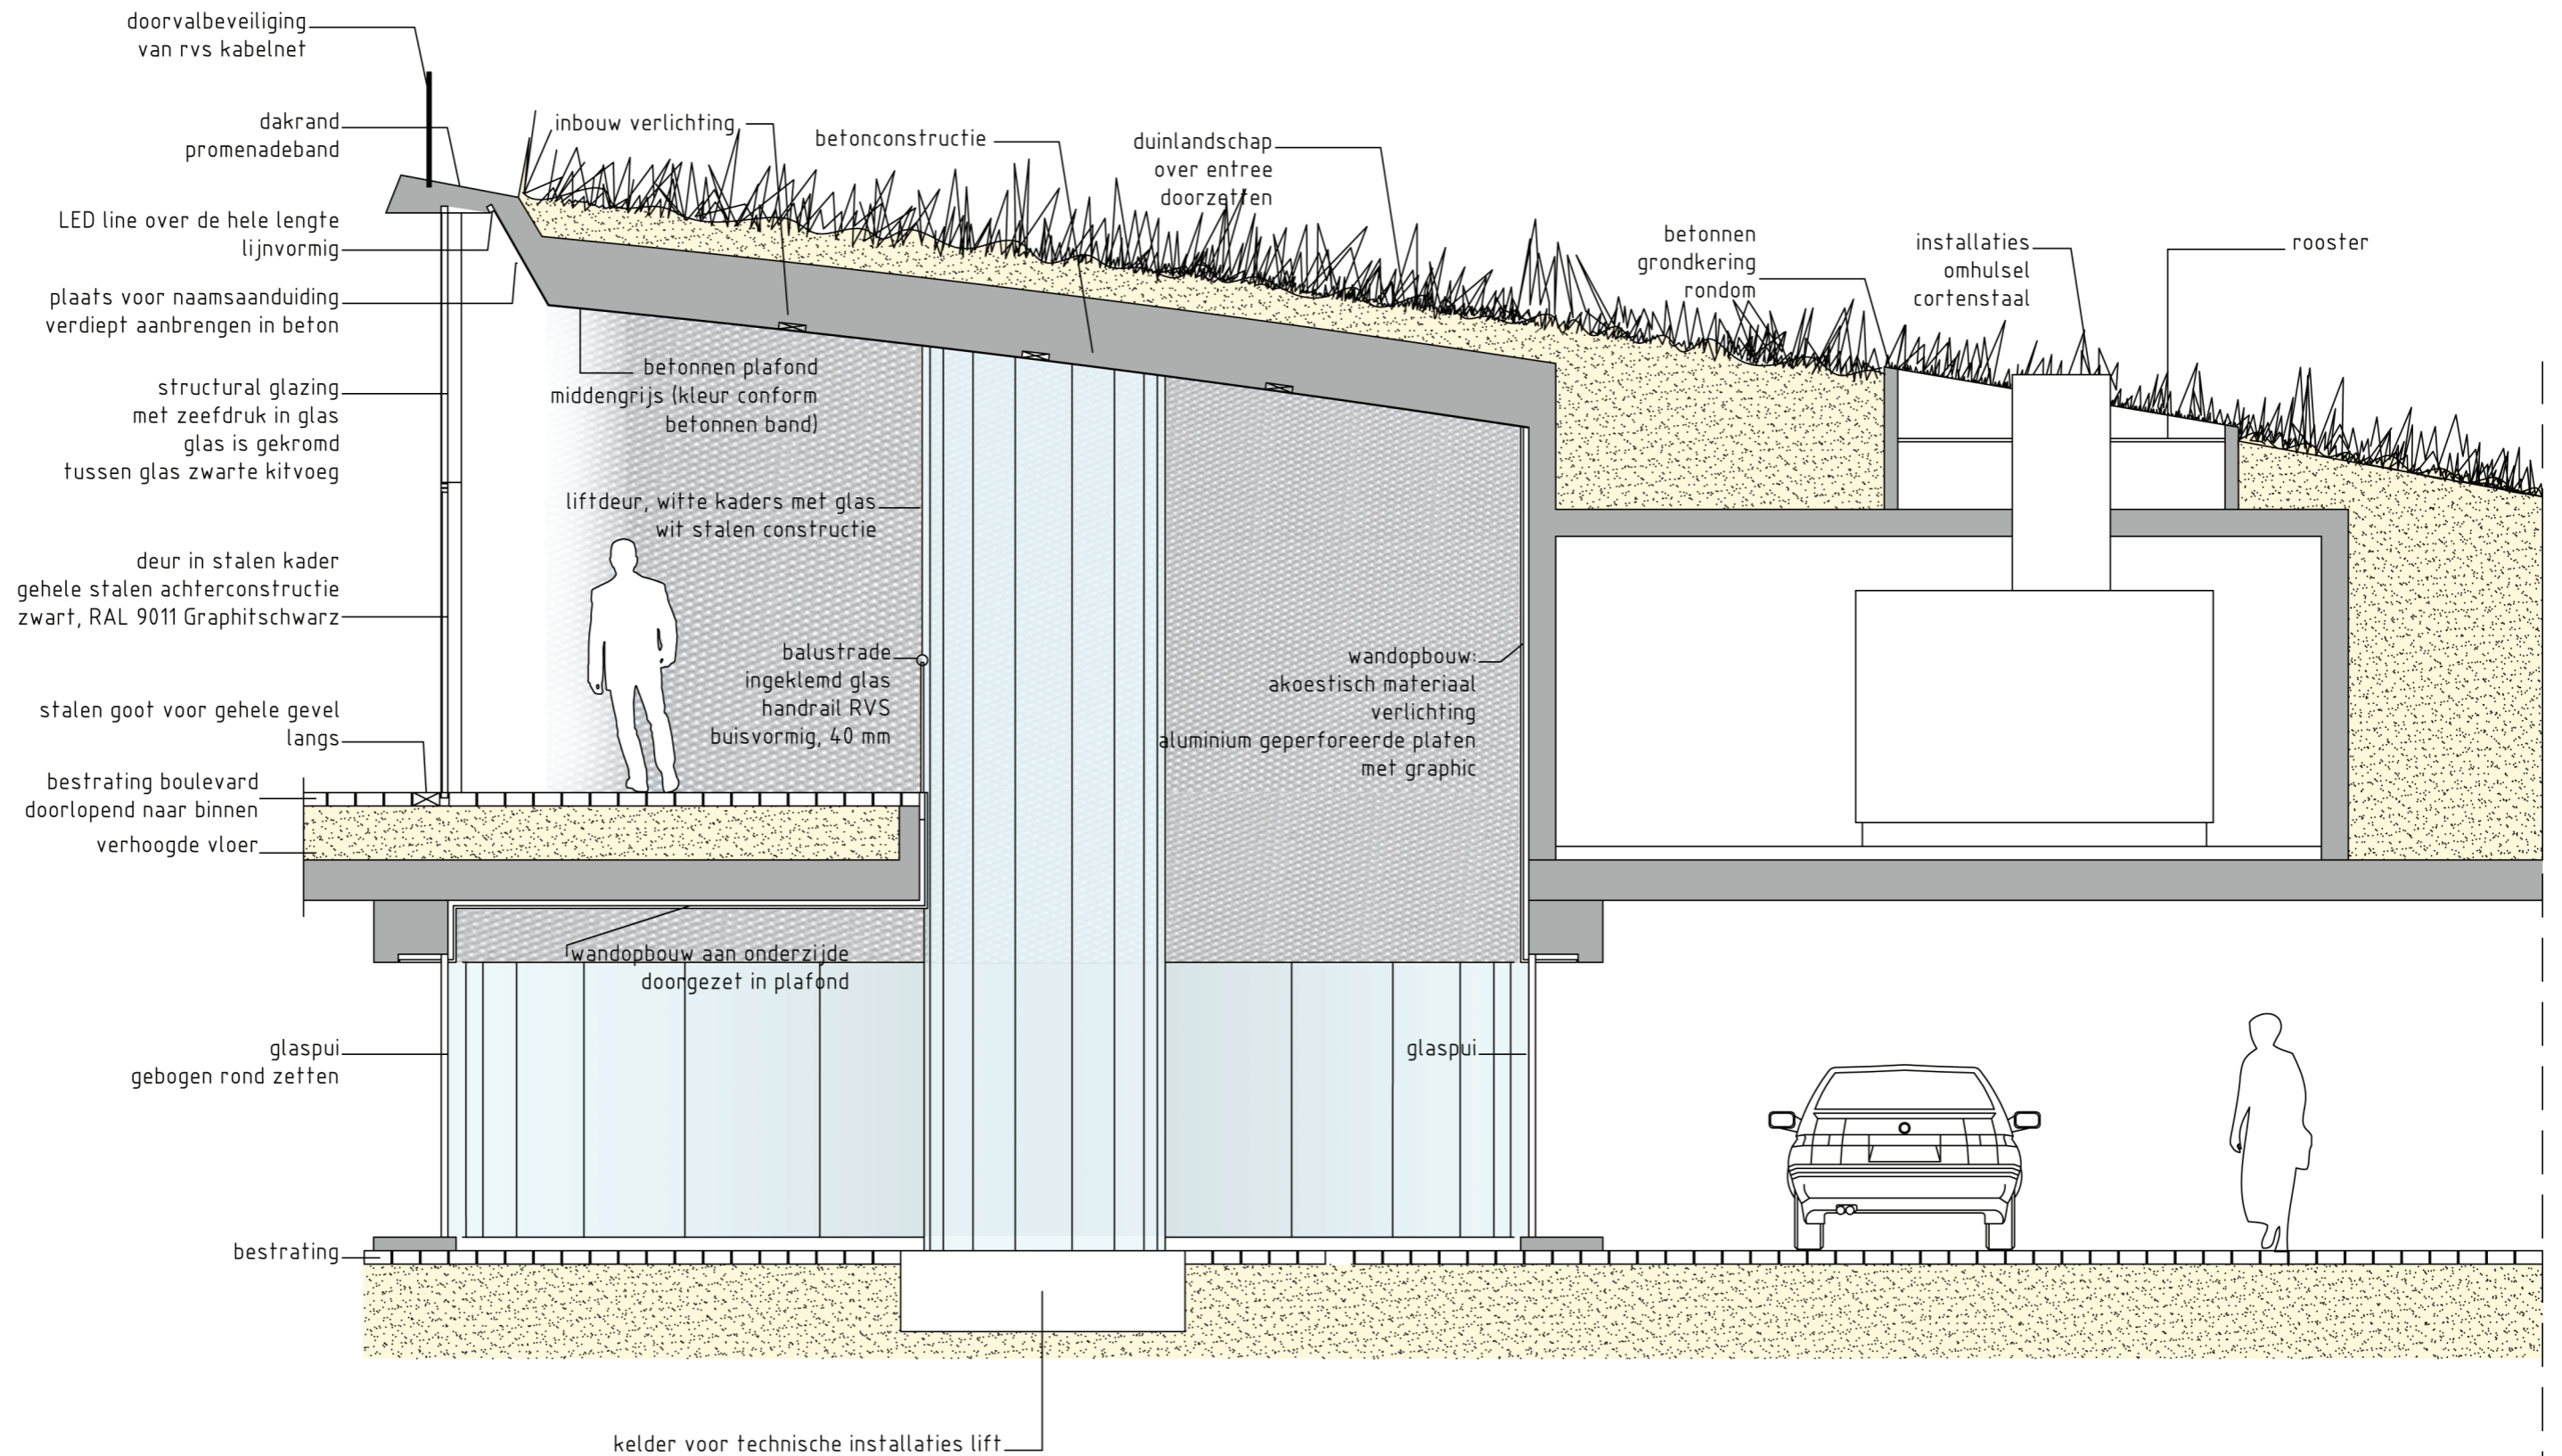 doorvalbeveiliging
van rvs kabelnet
dakrand
promenadeband
LED line over de hele lengte
lijnvormig
plaats voor naamsaanduiding
verdiept aanbrengen in beton
structural glazing
met zeefdruk in glas
glas is gekromd
tussen glas zwarte kitvoeg
deur in stalen kader
gehele stalen achterconstructie
zwart, RAL 9011 Graphitschwarz
stalen goot voor gehele gevel
langs
bestrating boulevard
doorlopend naar binnen
verhoogde vloer
glaspui
gebogen rond zetten
bestrating
inbouw verlichting
betonconstructie
duinlandschap
over entree
doorzetten
betonnen
grondkering
rondom
installaties
omhulsel
cortenstaal
rooster
betonnen plafond
middengrijs (kleur conform
betonnen band)
liftdeur, witte kaders met glas
wit stalen constructie
balustrade
ingeklemd glas
handrail RVS
buisvormig, 40 mm
wandopbouw:
akoestisch materiaal
verlichting
aluminium geperforeerde platen
met graphic
wandopbouw aan onderzijde
doorgezet in plafond
glaspui
kelder voor technische installaties lift